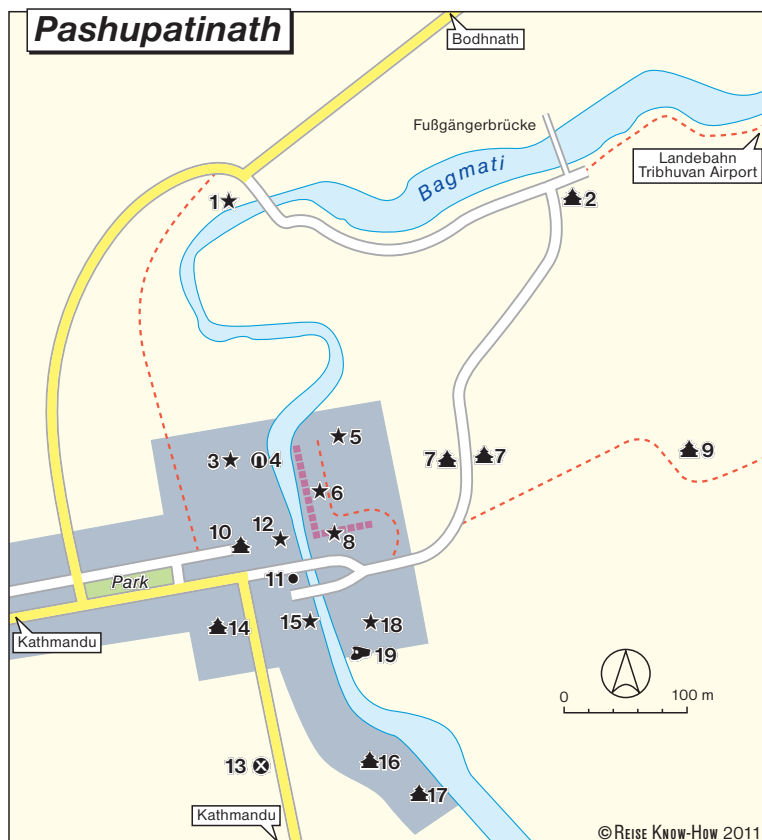 Pashupatinath
Bodhnath
Fußgängerbrücke
Landebahn
Tribhuvan Airport
Bagmati
1
2
3
4
5
6
7
7
8
9
10
12
11
Park
Kathmandu
14
15
18
19
0
100 m
13
16
17
Kathmandu
© REISE KNOW-HOW 2011